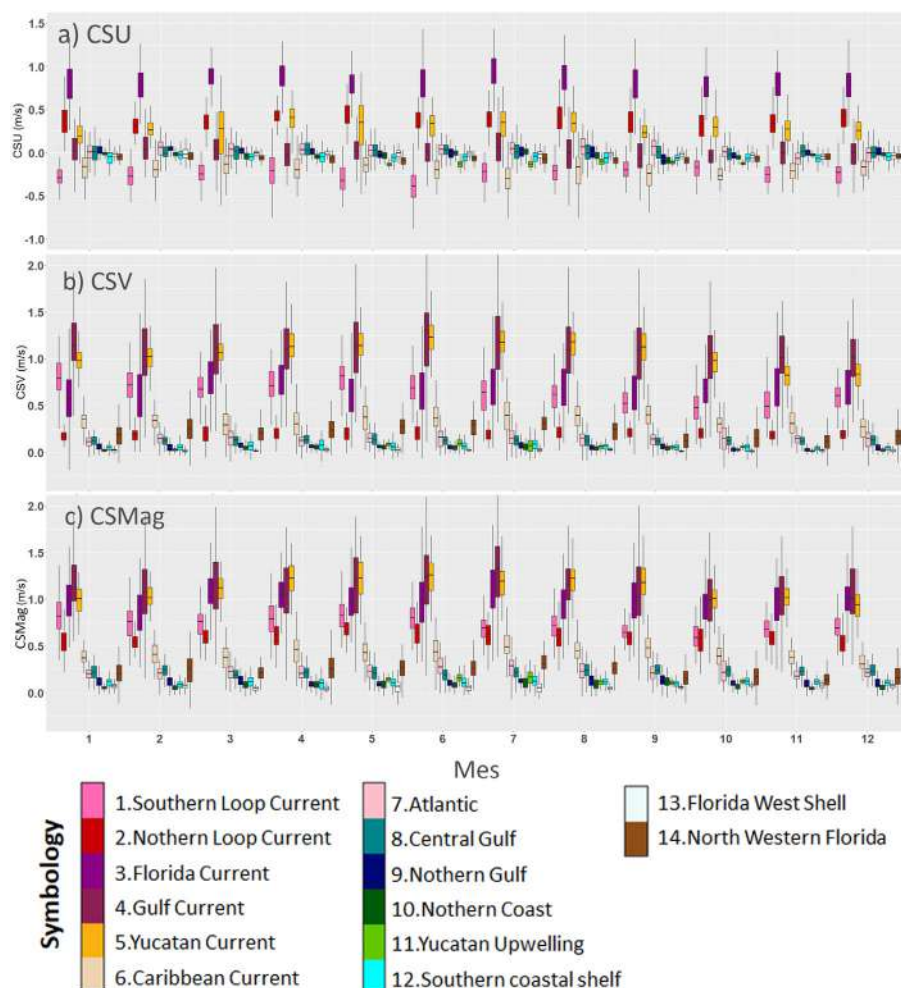 a) CSU
CSU (m/s)
1.5
1.0
0.5
0.0
-0.5
-1.0
b) CSV
CSV (m/s)
2.0
1.5
1.0
0.5
0.0
c) CSMag
CSMag (m/s)
2.0
1.5
1.0
0.5
0.0
1 2 3 4 5 6 7 8 9 10 11 12
Mes
Symbology
1.Southern Loop Current
2.Nothern Loop Current
3.Florida Current
4.Gulf Current
5.Yucatan Current
6.Caribbean Current
7.Atlantic
8.Central Gulf
9.Nothern Gulf
10.Nothern Coast
11.Yucatan Upwelling
12.Southern coastal shelf
13.Florida West Shell
14.North Western Florida